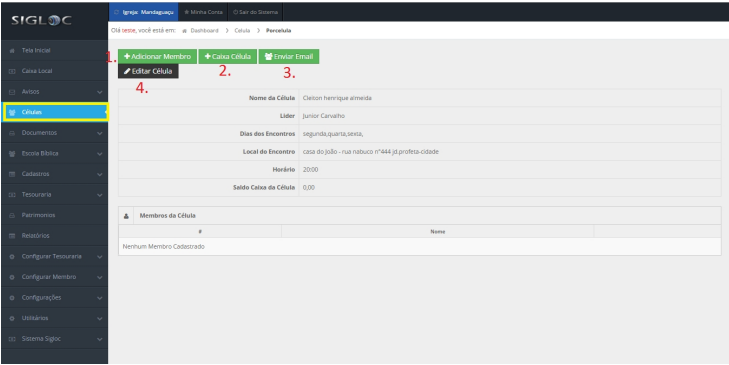 SIGLOC
Igreja: Mandaguaçu
Minha Conta
O Sair do Sistema
Olá teste, você está em:
Dashboard > Celula > Porcelula
Tela Inicial
Caixa Local
Avisos
Células
Documentos
Escola Bíblica
Cadastros
Tesouraria
Patrimonios
Relatórios
Configurar Tesouraria
Configurar Membro
Configurações
Utilitários
Sistema Sigloc
1.
+ Adicionar Membro
+ Caixa Célula
Enviar Email
2.
3.
Editar Célula
4.
Nome da Célula Cleiton henrique almeida
Lider Junior Carvalho
Dias dos Encontros segunda,quarta,sexta,
Local do Encontro casa do João - rua nabuco n°444 jd.profeta-cidade
Horário 20:00
Saldo Caixa da Célula 0,00
Membros da Célula
# Nome
Nenhum Membro Cadastrado